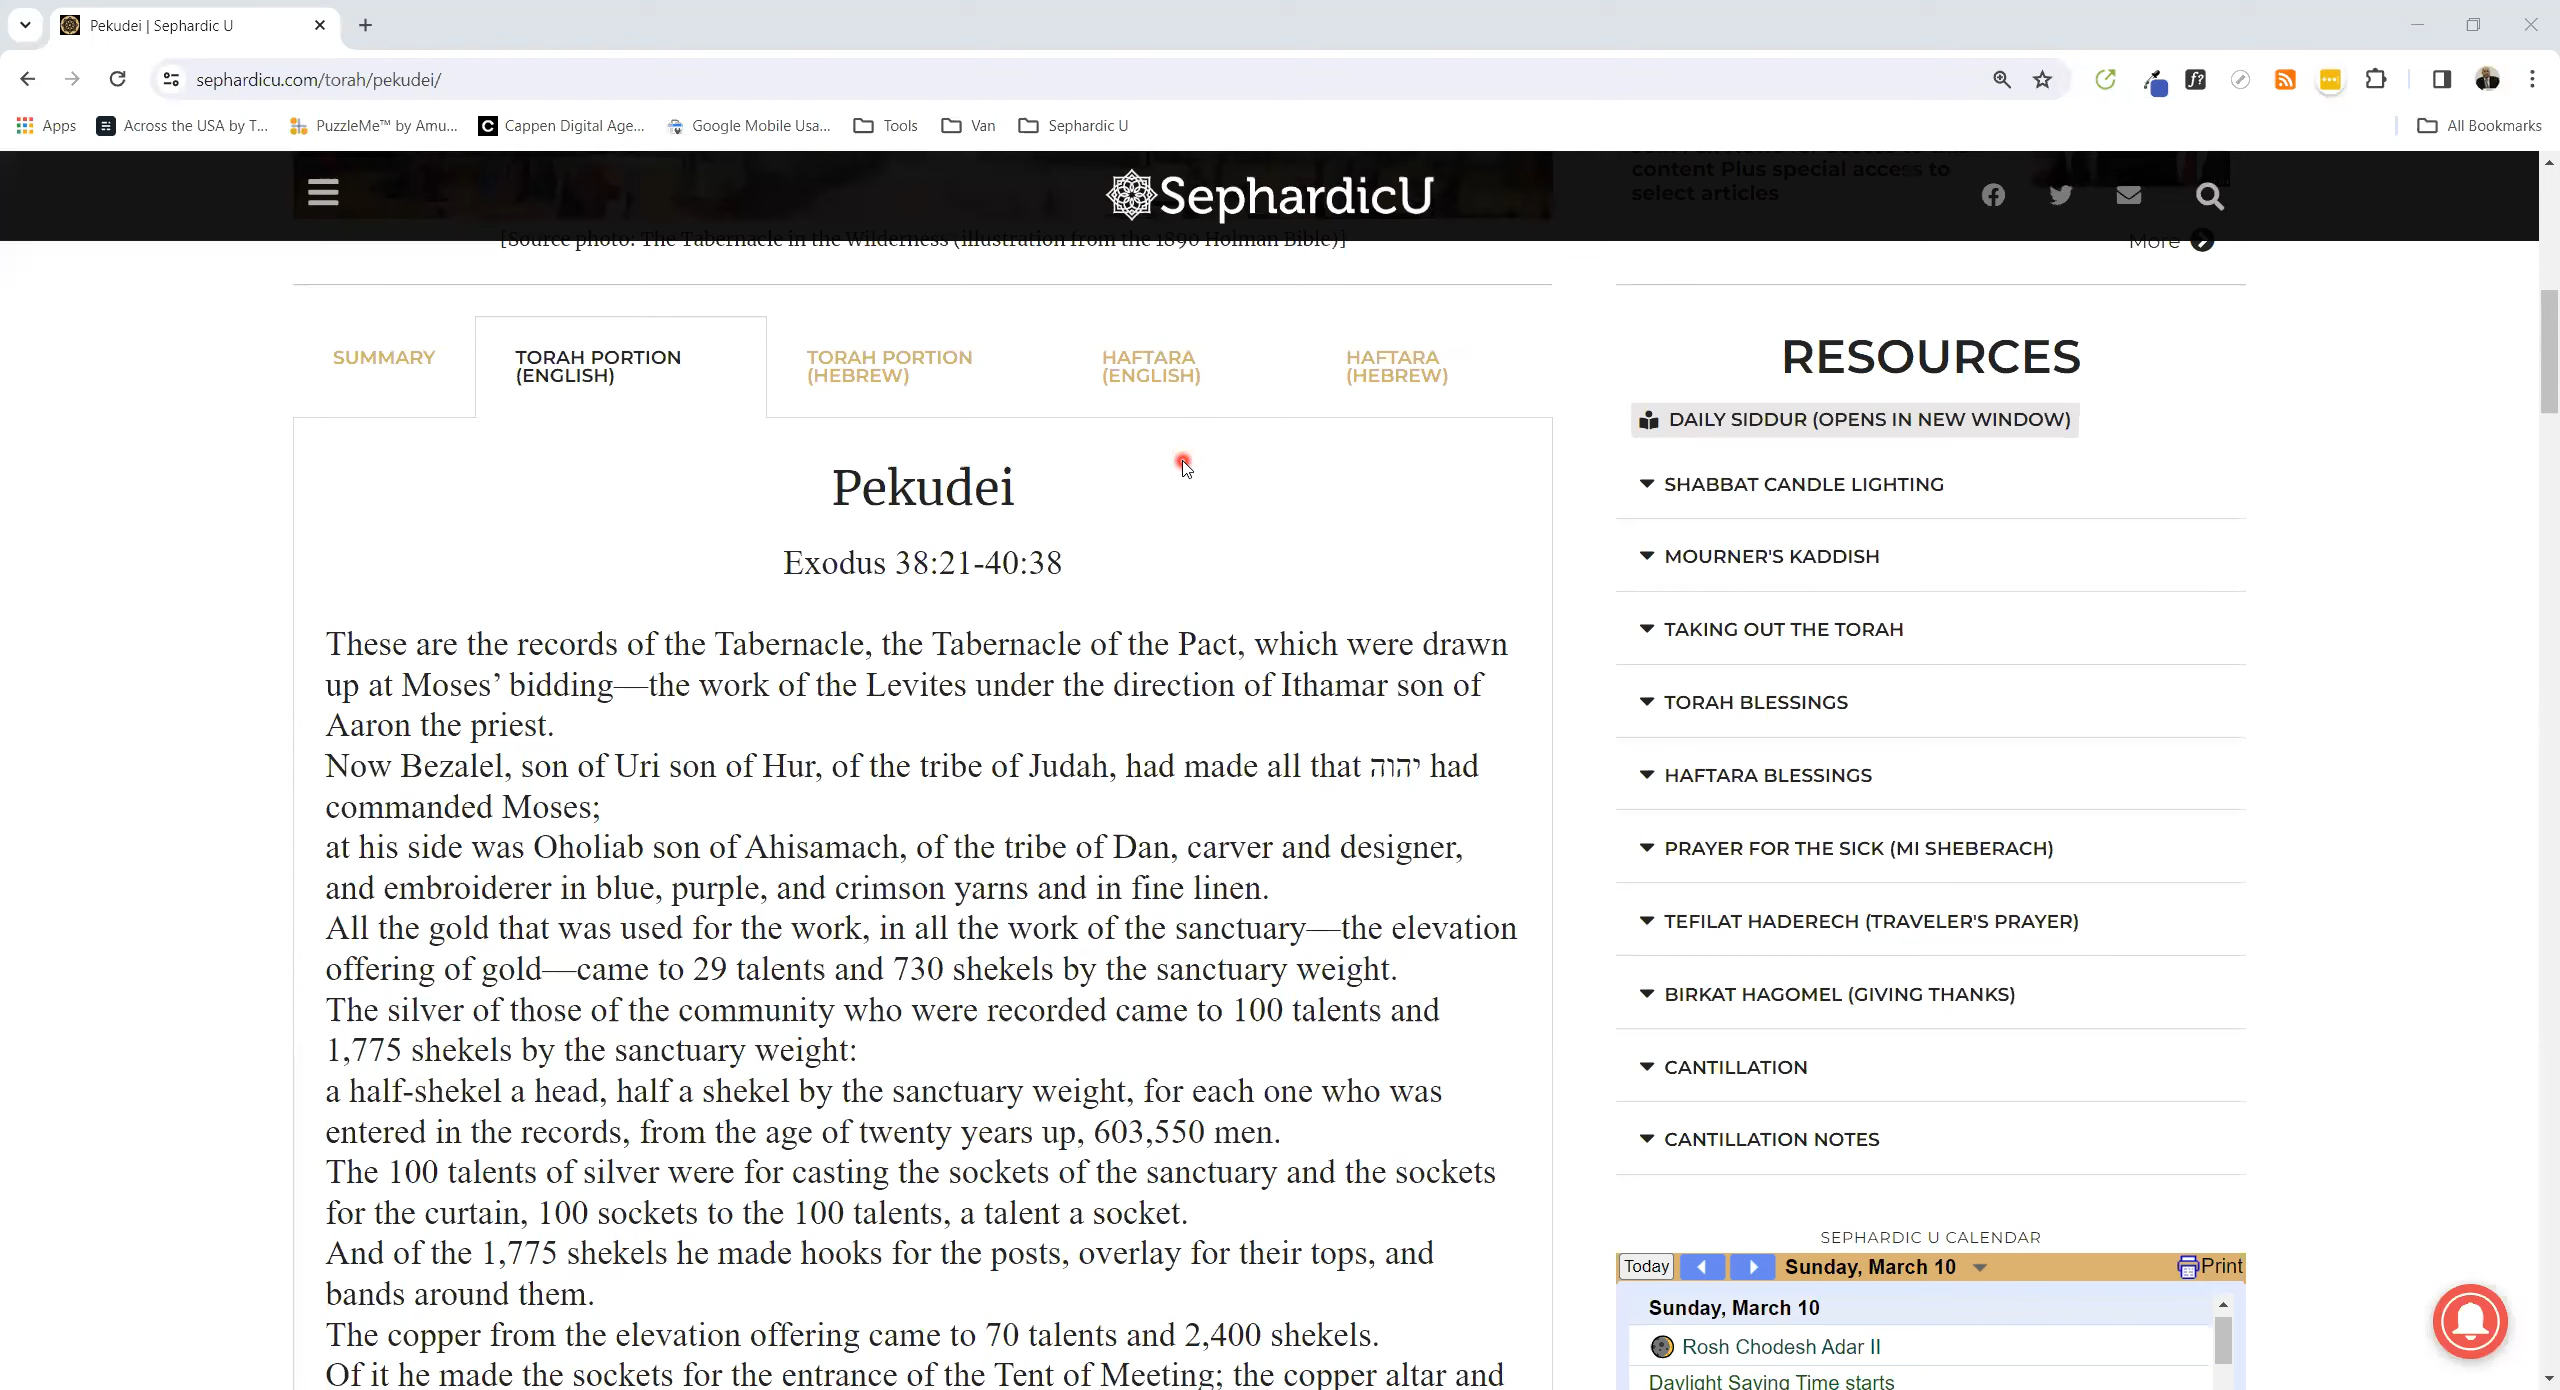 Pekudei | Sephardic U
sephardicu.com/torah/pekudei/
Apps
Across the USA by T...
PuzzleMe™ by Amu...
Cappen Digital Age...
Google Mobile Usa...
Tools
Van
Sephardic U
All Bookmarks
SephardicU
content Plus special access to
select articles
[Source photo: The Tabernacle in the Wilderness (illustration from the 1890 Holman Bible)]
More
SUMMARY
TORAH PORTION
(ENGLISH)
TORAH PORTION
(HEBREW)
HAFTARA
(ENGLISH)
HAFTARA
(HEBREW)
Pekudei
Exodus 38:21-40:38
These are the records of the Tabernacle, the Tabernacle of the Pact, which were drawn
up at Moses’ bidding—the work of the Levites under the direction of Ithamar son of
Aaron the priest.
Now Bezalel, son of Uri son of Hur, of the tribe of Judah, had made all that יהוה had
commanded Moses;
at his side was Oholiab son of Ahisamach, of the tribe of Dan, carver and designer,
and embroiderer in blue, purple, and crimson yarns and in fine linen.
All the gold that was used for the work, in all the work of the sanctuary—the elevation
offering of gold—came to 29 talents and 730 shekels by the sanctuary weight.
The silver of those of the community who were recorded came to 100 talents and
1,775 shekels by the sanctuary weight:
a half-shekel a head, half a shekel by the sanctuary weight, for each one who was
entered in the records, from the age of twenty years up, 603,550 men.
The 100 talents of silver were for casting the sockets of the sanctuary and the sockets
for the curtain, 100 sockets to the 100 talents, a talent a socket.
And of the 1,775 shekels he made hooks for the posts, overlay for their tops, and
bands around them.
The copper from the elevation offering came to 70 talents and 2,400 shekels.
Of it he made the sockets for the entrance of the Tent of Meeting; the copper altar and
RESOURCES
DAILY SIDDUR (OPENS IN NEW WINDOW)
SHABBAT CANDLE LIGHTING
MOURNER'S KADDISH
TAKING OUT THE TORAH
TORAH BLESSINGS
HAFTARA BLESSINGS
PRAYER FOR THE SICK (MI SHEBERACH)
TEFILAT HADERECH (TRAVELER'S PRAYER)
BIRKAT HAGOMEL (GIVING THANKS)
CANTILLATION
CANTILLATION NOTES
SEPHARDIC U CALENDAR
Today
Sunday, March 10
Print
Sunday, March 10
Rosh Chodesh Adar II
Daylight Saving Time starts